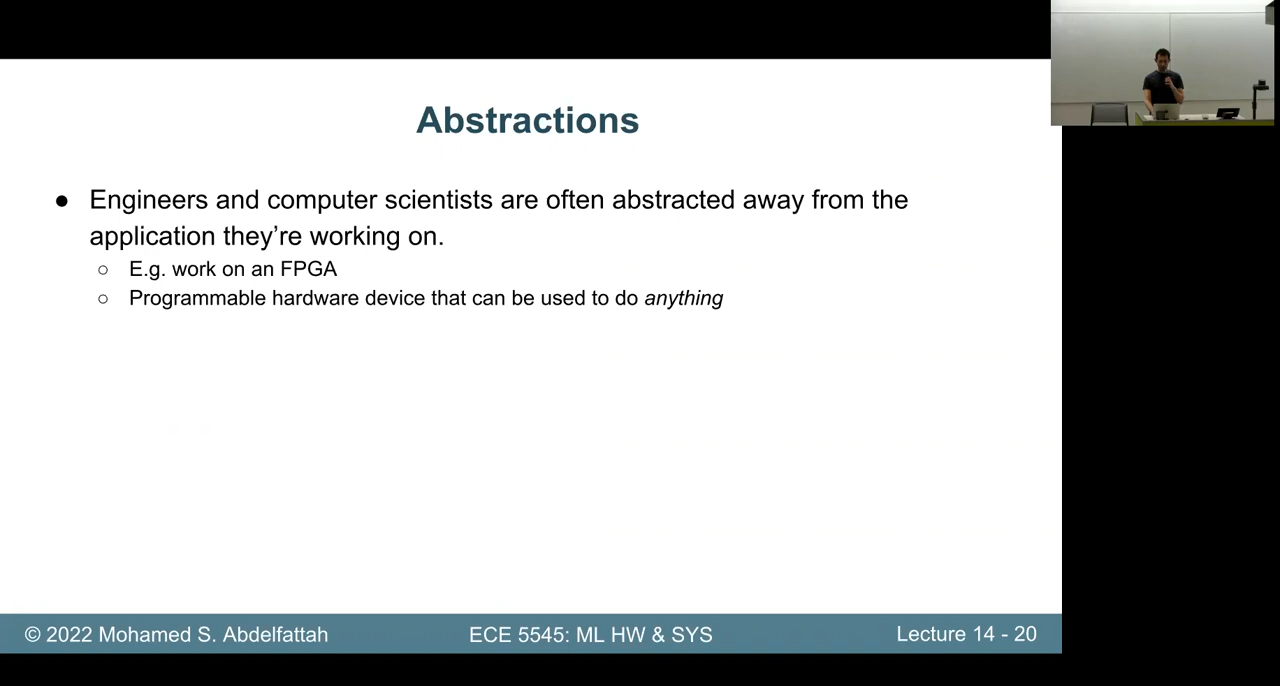 Abstractions
● Engineers and computer scientists are often abstracted away from the
application they’re working on.
○ E.g. work on an FPGA
○ Programmable hardware device that can be used to do anything
© 2022 Mohamed S. Abdelfattah
ECE 5545: ML HW & SYS
Lecture 14 - 20